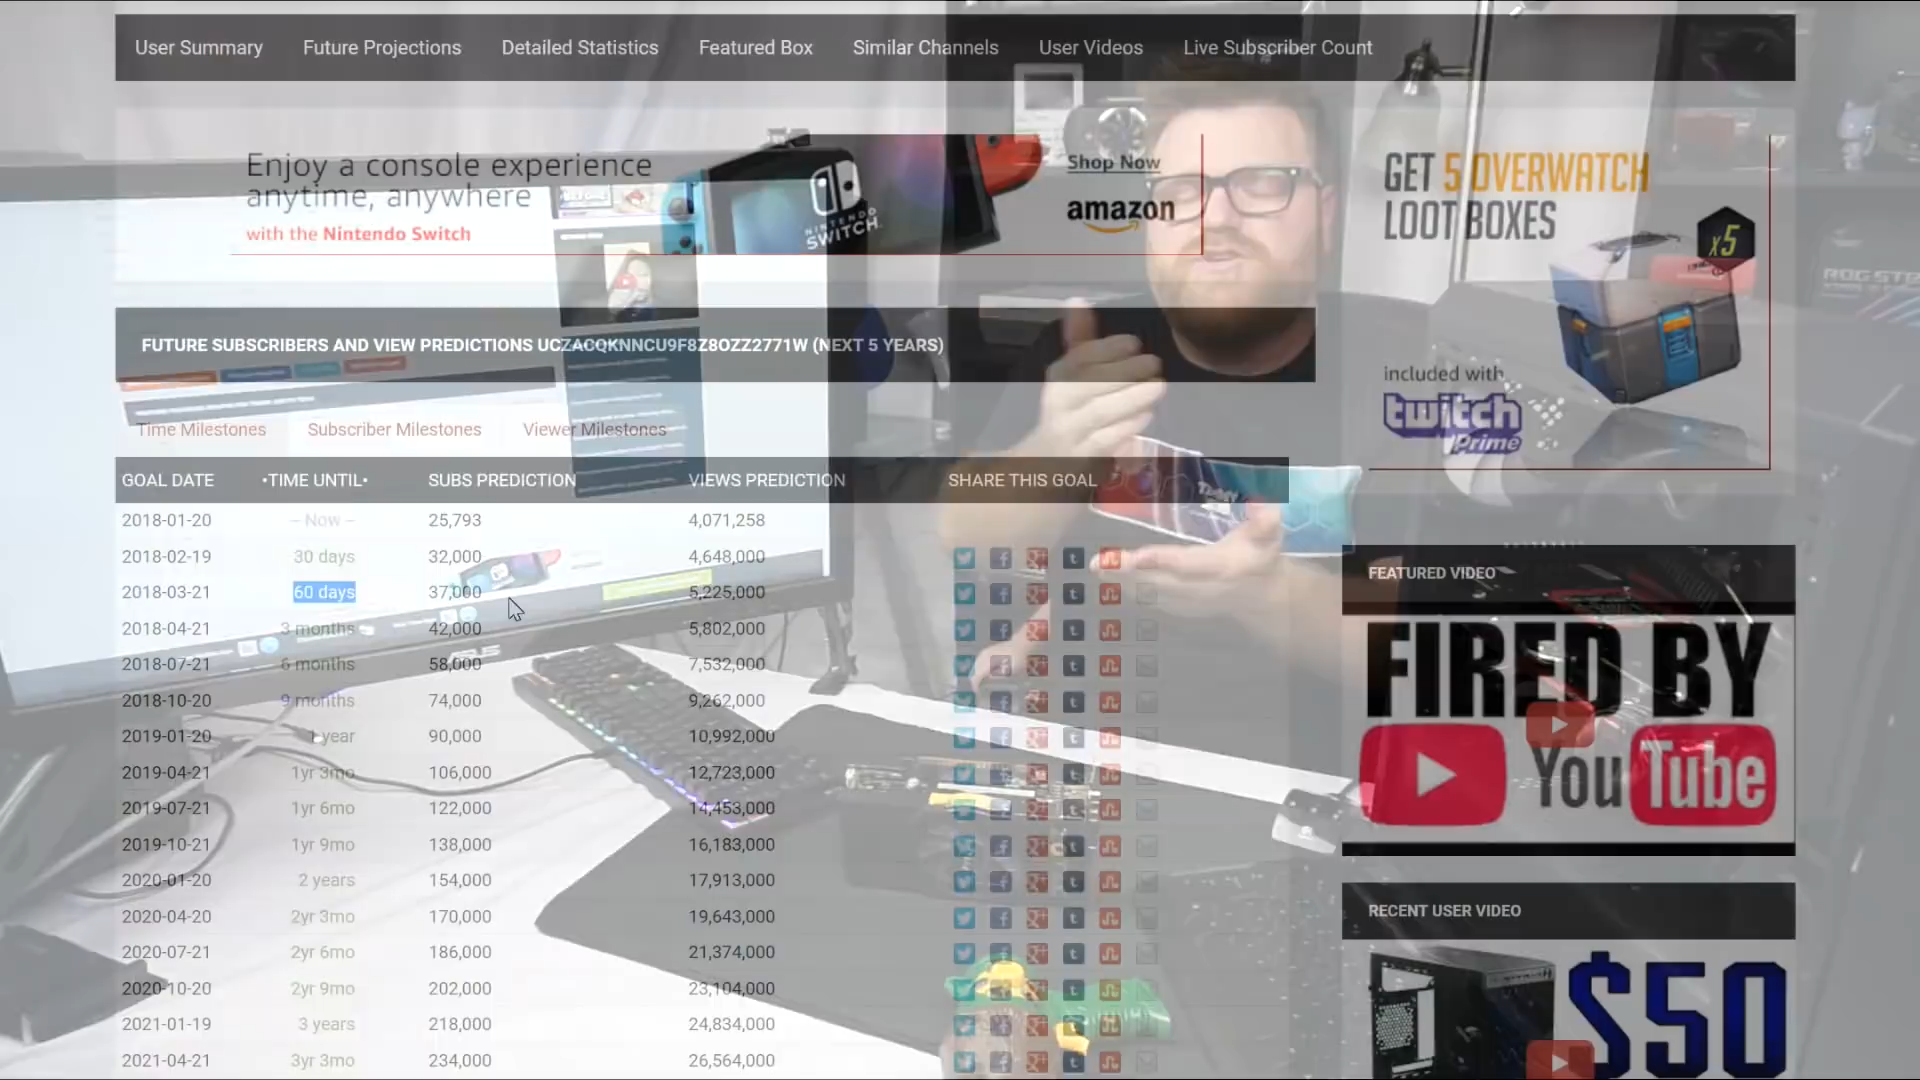 User Summary Future Projections Detailed Statistics Featured Box Similar Channels User Videos Live Subscriber Count
Enjoy a console experience
anytime, anywhere
with the Nintendo Switch
NINTENDO
SWITCH
Shop Now
amazon
GET 5 OVERWATCH
LOOT BOXES
x5
included with
twitch
Prime
FUTURE SUBSCRIBERS AND VIEW PREDICTIONS UCZACQKNNCU9F8Z8OZZ2771W (NEXT 5 YEARS)
Time Milestones Subscriber Milestones Viewer Milestones
GOAL DATE •TIME UNTIL• SUBS PREDICTION VIEWS PREDICTION SHARE THIS GOAL
2018-01-20 – Now – 25,793 4,071,258
2018-02-19 30 days 32,000 4,648,000
2018-03-21 60 days 37,000 5,225,000
2018-04-21 3 months 42,000 5,802,000
2018-07-21 6 months 58,000 7,532,000
2018-10-20 9 months 74,000 9,262,000
2019-01-20 1 year 90,000 10,992,000
2019-04-21 1yr 3mo 106,000 12,723,000
2019-07-21 1yr 6mo 122,000 14,453,000
2019-10-21 1yr 9mo 138,000 16,183,000
2020-01-20 2 years 154,000 17,913,000
2020-04-20 2yr 3mo 170,000 19,643,000
2020-07-21 2yr 6mo 186,000 21,374,000
2020-10-20 2yr 9mo 202,000 23,104,000
2021-01-19 3 years 218,000 24,834,000
2021-04-21 3yr 3mo 234,000 26,564,000
ASUS
FEATURED VIDEO
FIRED BY
YouTube
RECENT USER VIDEO
$50